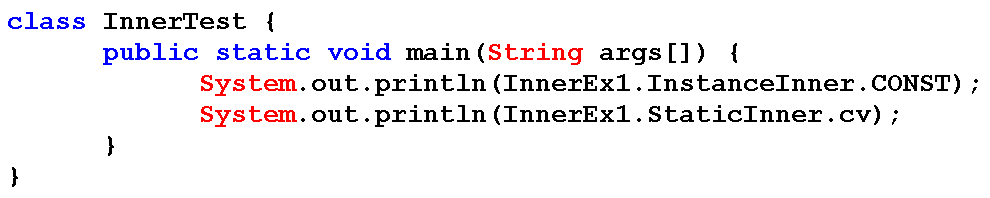 class InnerTest {
      public static void main(String args[]) {
            System.out.println(InnerEx1.InstanceInner.CONST);
            System.out.println(InnerEx1.StaticInner.cv);
      }
}